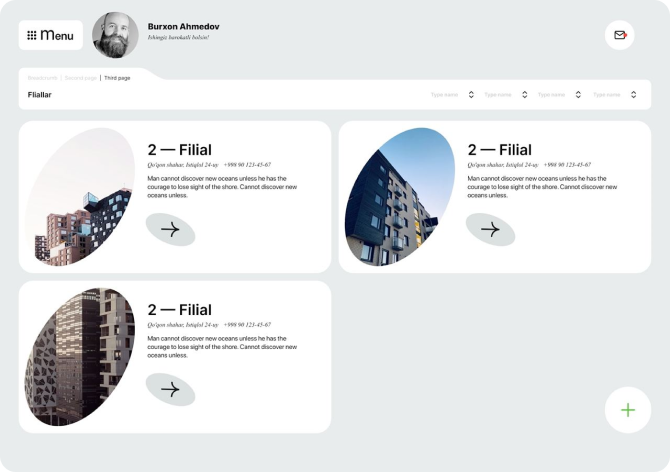 Menu
Burxon Ahmedov
Ishingiz barokatli bo'lsin!
Breadcrums | Second page | Third page
Fliallar
Type name Type name Type name Type name
2 — Filial
Qo'qon shahar, Istiqlol 24-uy +998 90 123-45-67
Man cannot discover new oceans unless he has the
courage to lose sight of the shore. Cannot discover new
oceans unless.
2 — Filial
Qo'qon shahar, Istiqlol 24-uy +998 90 123-45-67
Man cannot discover new oceans unless he has the
courage to lose sight of the shore. Cannot discover new
oceans unless.
2 — Filial
Qo'qon shahar, Istiqlol 24-uy +998 90 123-45-67
Man cannot discover new oceans unless he has the
courage to lose sight of the shore. Cannot discover new
oceans unless.